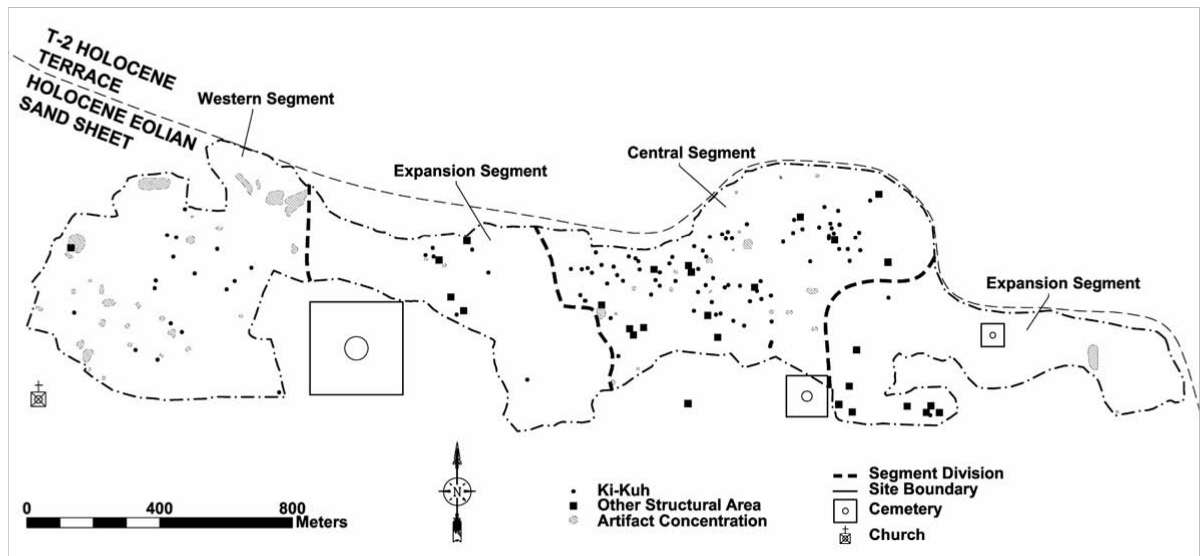 T-2 HOLOCENE
TERRACE
HOLOCENE EOLIAN
SAND SHEET
Western Segment
Expansion Segment
Central Segment
Expansion Segment
N
0 400 800
Meters
Ki-Kuh
Other Structural Area
Artifact Concentration
Segment Division
Site Boundary
Cemetery
Church